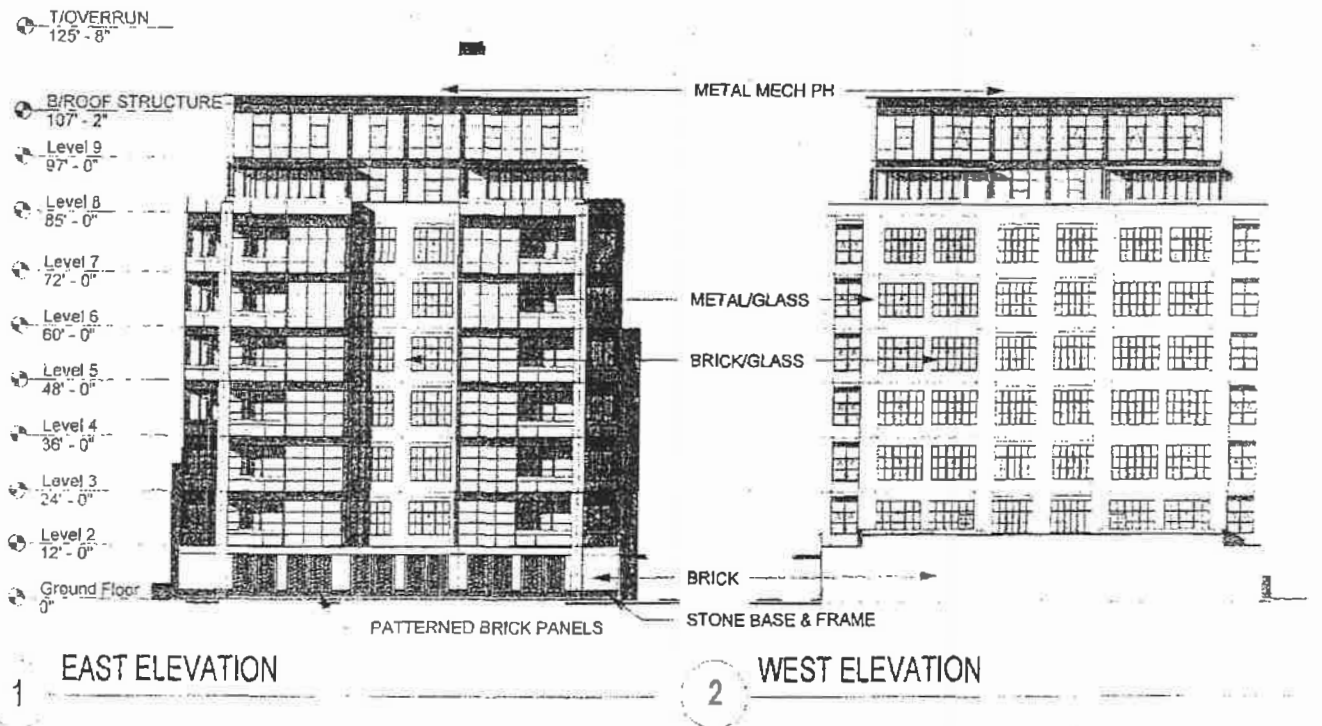 T/OVERRUN
125' - 8"
B/ROOF STRUCTURE
107' - 2"
Level 9
97' - 0"
Level 8
85' - 0"
Level 7
72' - 0"
Level 6
60' - 0"
Level 5
48' - 0"
Level 4
36' - 0"
Level 3
24' - 0"
Level 2
12' - 0"
Ground Floor
0"
METAL MECH PH
METAL/GLASS
BRICK/GLASS
BRICK
STONE BASE & FRAME
PATTERNED BRICK PANELS
1 EAST ELEVATION
2 WEST ELEVATION